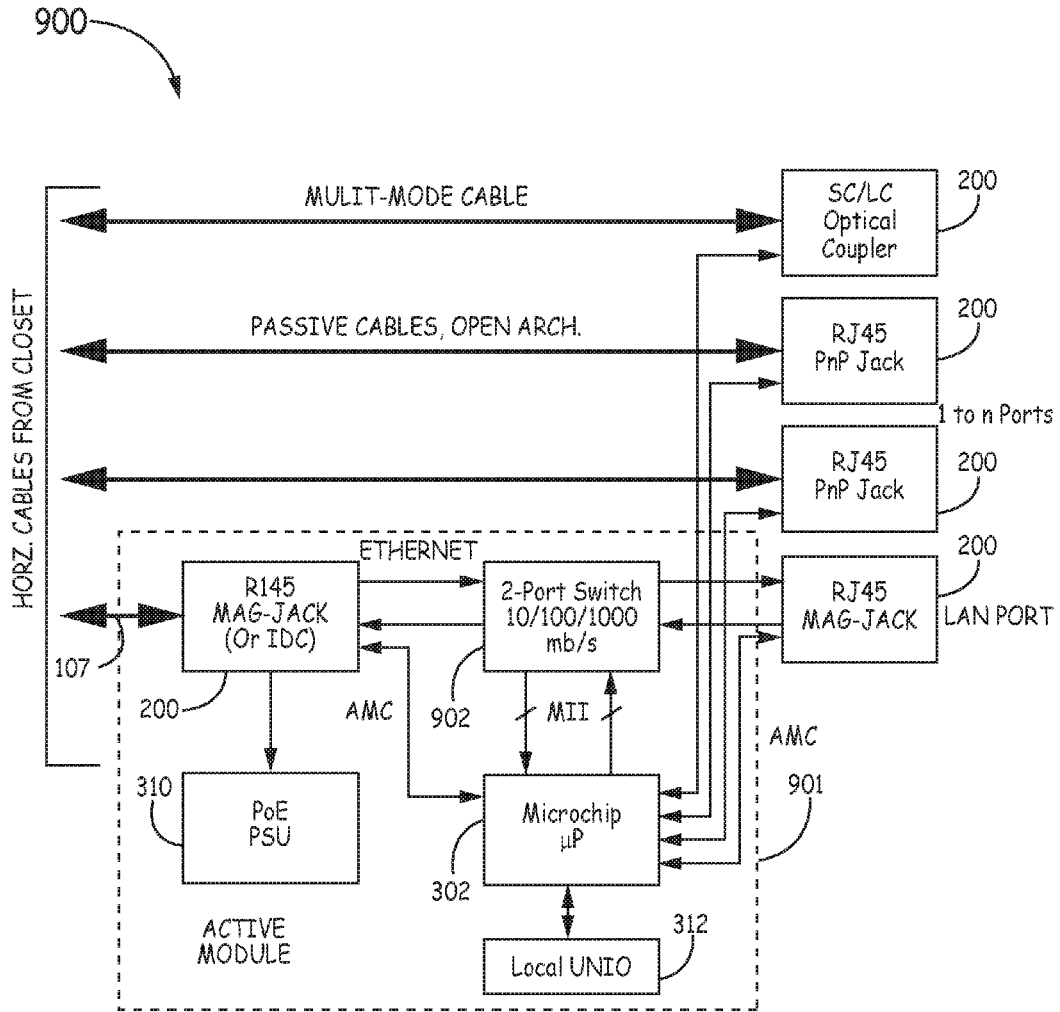 900
MULIT-MODE CABLE
SC/LC
Optical
Coupler
200
PASSIVE CABLES, OPEN ARCH.
RJ45
PnP Jack
200
1 to n Ports
RJ45
PnP Jack
200
HORZ. CABLES FROM CLOSET
ETHERNET
R145
MAG-JACK
(Or IDC)
2-Port Switch
10/100/1000
mb/s
RJ45
MAG-JACK
200
LAN PORT
107
200
AMC
902
MII
AMC
901
310
PoE
PSU
Microchip
µP
302
ACTIVE
MODULE
312
Local UNIO